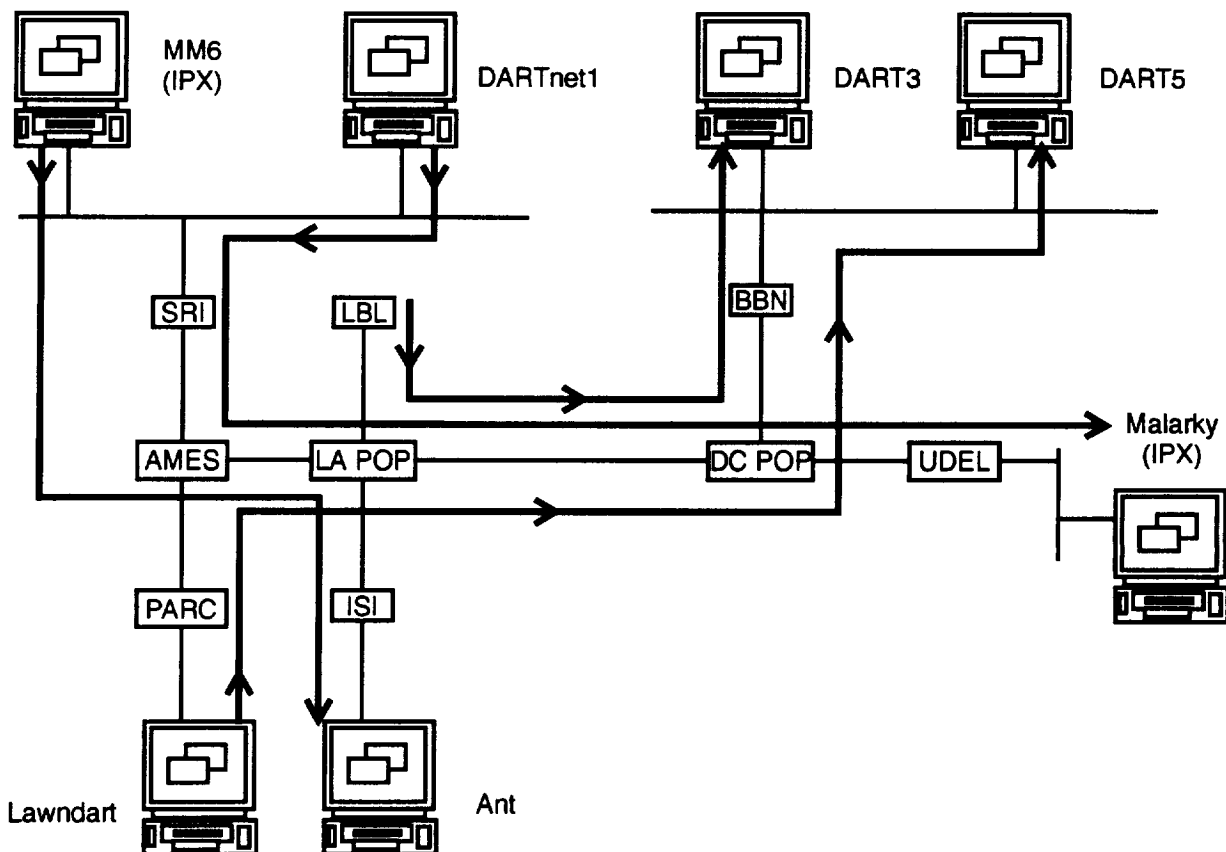 MM6
(IPX)
DARTnet1
DART3
DART5
SRI
LBL
BBN
AMES
LA POP
DC POP
UDEL
Malarky
(IPX)
PARC
ISI
Lawndart
Ant